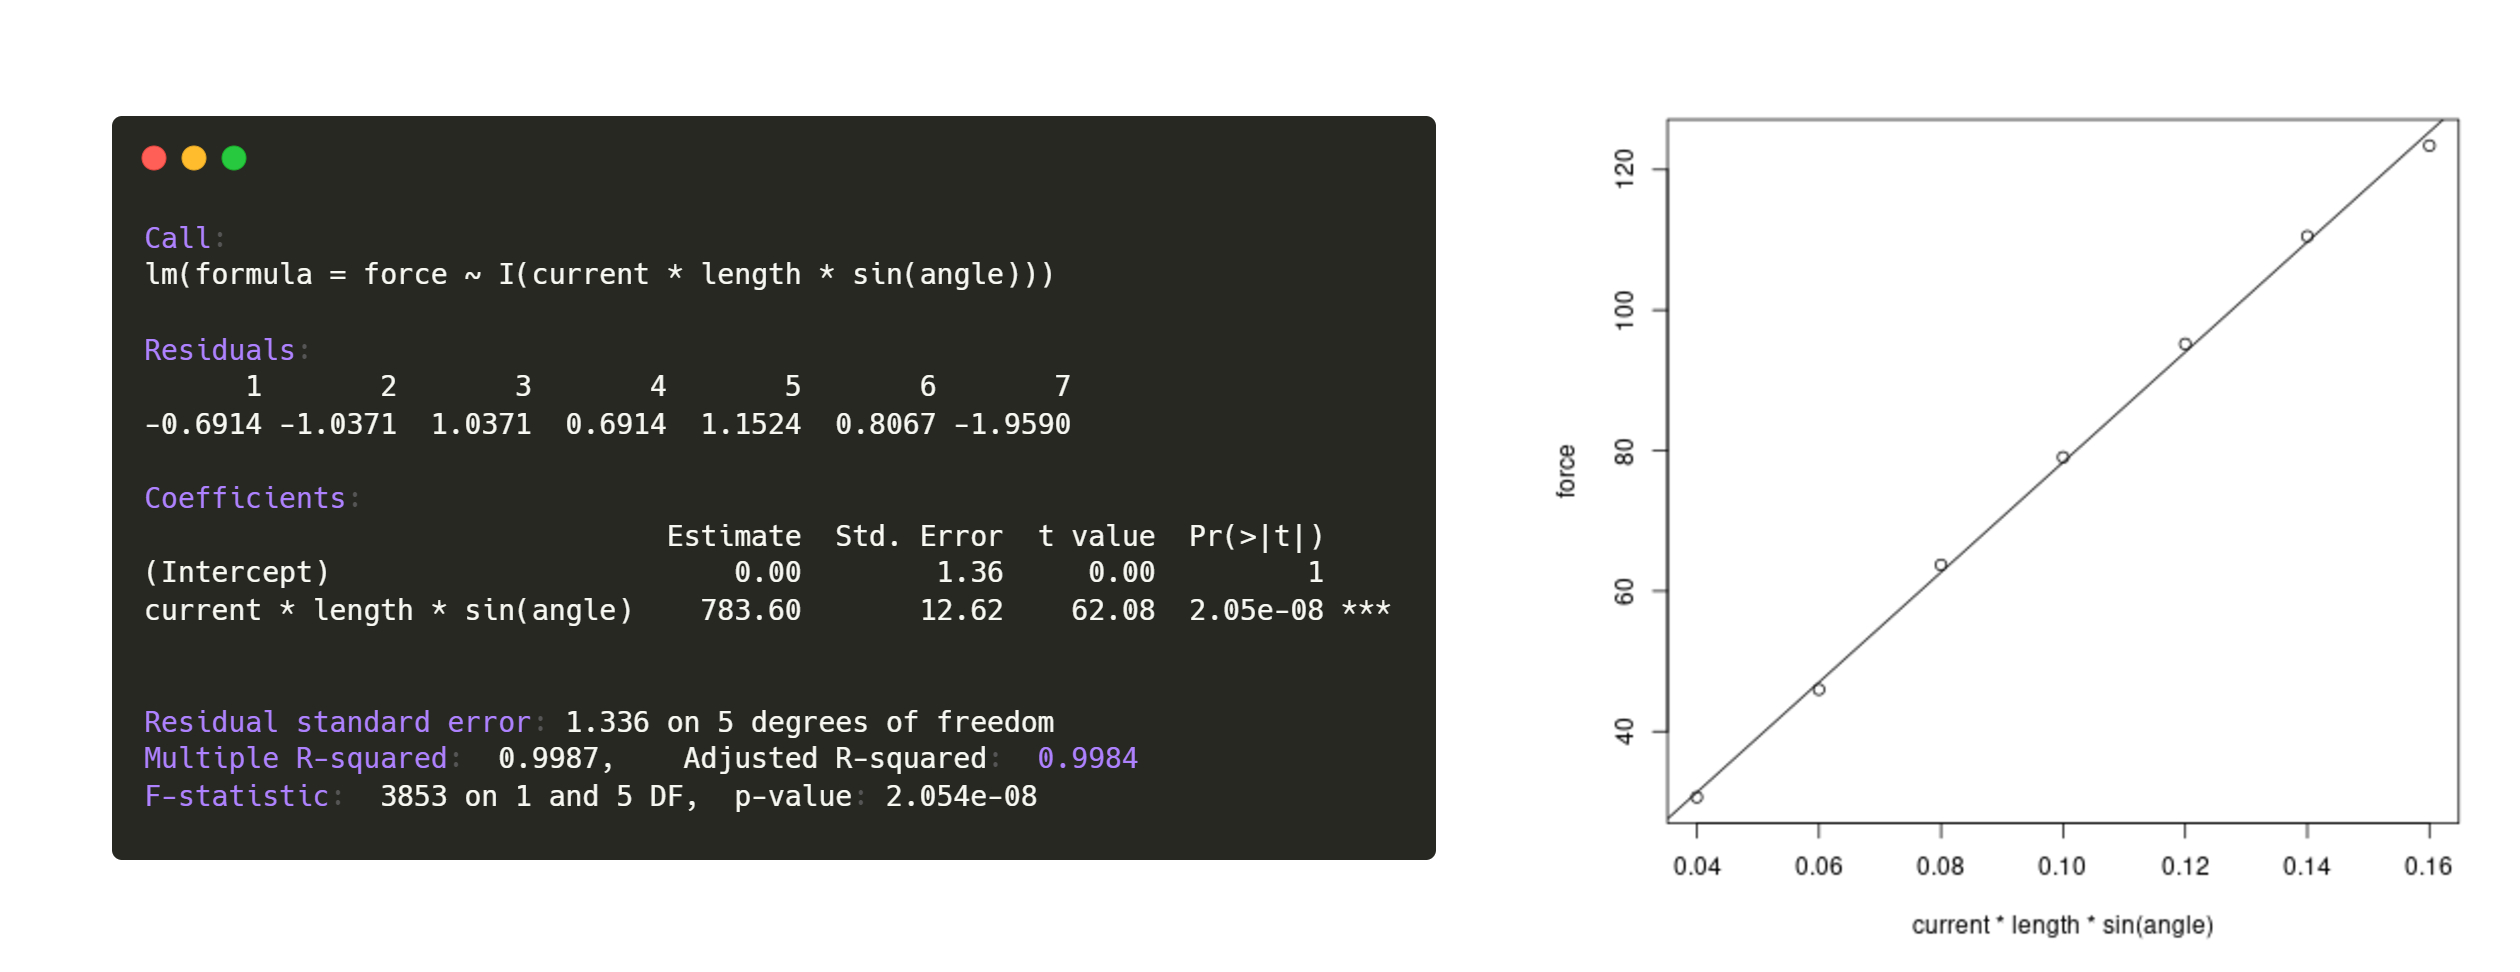 Call:
lm(formula = force ~ I(current * length * sin(angle)))
Residuals:
1 2 3 4 5 6 7
-0.6914 -1.0371 1.0371 0.6914 1.1524 0.8067 -1.9590
Coefficients:
Estimate Std. Error t value Pr(>|t|)
(Intercept) 0.00 1.36 0.00 1
current * length * sin(angle) 783.60 12.62 62.08 2.05e-08 ***
Residual standard error: 1.336 on 5 degrees of freedom
Multiple R-squared: 0.9987, Adjusted R-squared: 0.9984
F-statistic: 3853 on 1 and 5 DF, p-value: 2.054e-08
force
120
100
80
60
40
0.04 0.06 0.08 0.10 0.12 0.14 0.16
current * length * sin(angle)